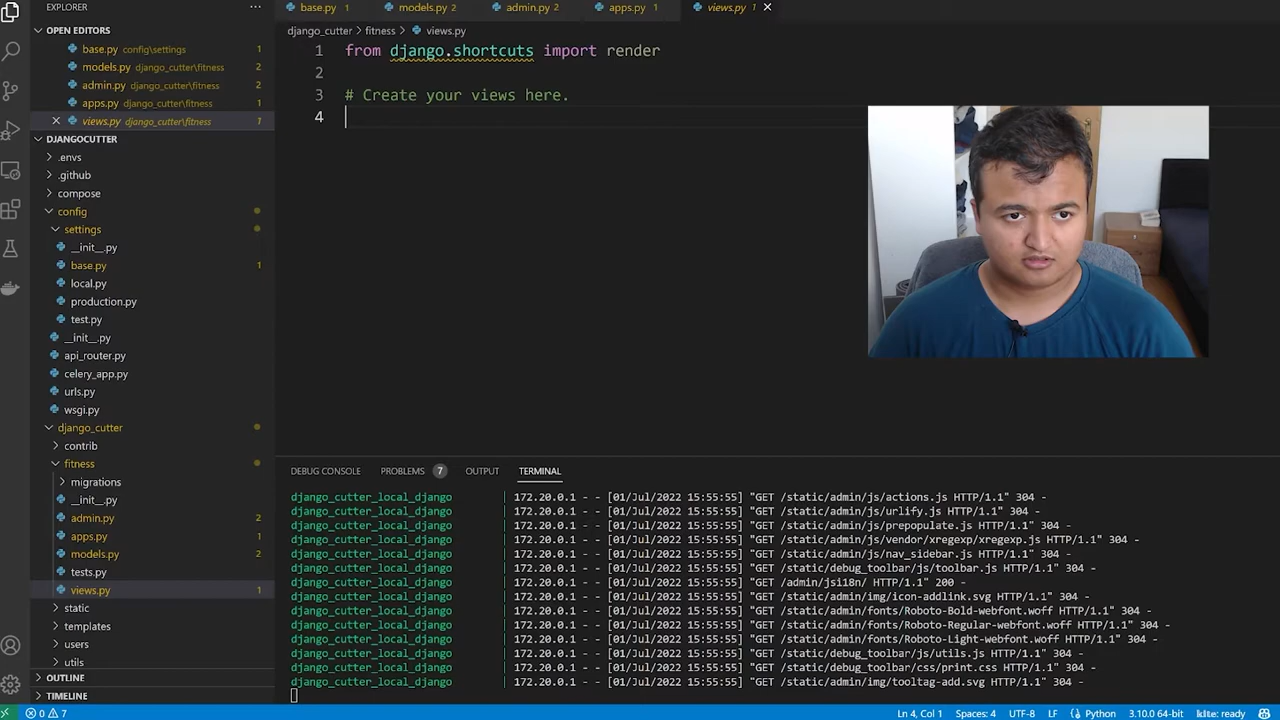 EXPLORER
···
OPEN EDITORS
base.py config\settings 1
models.py django_cutter\fitness 2
admin.py django_cutter\fitness 2
apps.py django_cutter\fitness 1
views.py django_cutter\fitness 1
DJANGOCUTTER
.envs
.github
compose
config
settings
__init__.py
base.py 1
local.py
production.py
test.py
__init__.py
api_router.py
celery_app.py
urls.py
wsgi.py
django_cutter
contrib
fitness
migrations
__init__.py
admin.py 2
apps.py 1
models.py 2
tests.py
views.py 1
static
templates
users
utils
OUTLINE
TIMELINE
base.py 1
models.py 2
admin.py 2
apps.py 1
views.py 1
django_cutter > fitness > views.py
1 from django.shortcuts import render
2
3 # Create your views here.
4
DEBUG CONSOLE PROBLEMS 7 OUTPUT TERMINAL
django_cutter_local_django | 172.20.0.1 - - [01/Jul/2022 15:55:55] "GET /static/admin/js/actions.js HTTP/1.1" 304 -
django_cutter_local_django | 172.20.0.1 - - [01/Jul/2022 15:55:55] "GET /static/admin/js/urlify.js HTTP/1.1" 304 -
django_cutter_local_django | 172.20.0.1 - - [01/Jul/2022 15:55:55] "GET /static/admin/js/prepopulate.js HTTP/1.1" 304 -
django_cutter_local_django | 172.20.0.1 - - [01/Jul/2022 15:55:55] "GET /static/admin/js/vendor/xregexp/xregexp.js HTTP/1.1" 304 -
django_cutter_local_django | 172.20.0.1 - - [01/Jul/2022 15:55:55] "GET /static/admin/js/nav_sidebar.js HTTP/1.1" 304 -
django_cutter_local_django | 172.20.0.1 - - [01/Jul/2022 15:55:55] "GET /static/debug_toolbar/js/toolbar.js HTTP/1.1" 304 -
django_cutter_local_django | 172.20.0.1 - - [01/Jul/2022 15:55:55] "GET /admin/jsi18n/ HTTP/1.1" 200 -
django_cutter_local_django | 172.20.0.1 - - [01/Jul/2022 15:55:55] "GET /static/admin/img/icon-addlink.svg HTTP/1.1" 304 -
django_cutter_local_django | 172.20.0.1 - - [01/Jul/2022 15:55:55] "GET /static/admin/fonts/Roboto-Bold-webfont.woff HTTP/1.1" 304 -
django_cutter_local_django | 172.20.0.1 - - [01/Jul/2022 15:55:55] "GET /static/admin/fonts/Roboto-Regular-webfont.woff HTTP/1.1" 304 -
django_cutter_local_django | 172.20.0.1 - - [01/Jul/2022 15:55:55] "GET /static/admin/fonts/Roboto-Light-webfont.woff HTTP/1.1" 304 -
django_cutter_local_django | 172.20.0.1 - - [01/Jul/2022 15:55:55] "GET /static/debug_toolbar/js/utils.js HTTP/1.1" 304 -
django_cutter_local_django | 172.20.0.1 - - [01/Jul/2022 15:55:55] "GET /static/debug_toolbar/css/print.css HTTP/1.1" 304 -
django_cutter_local_django | 172.20.0.1 - - [01/Jul/2022 15:55:55] "GET /static/admin/img/tooltag-add.svg HTTP/1.1" 304 -
0 7 Ln 4, Col 1 Spaces: 4 UTF-8 LF Python 3.10.0 64-bit kite: ready